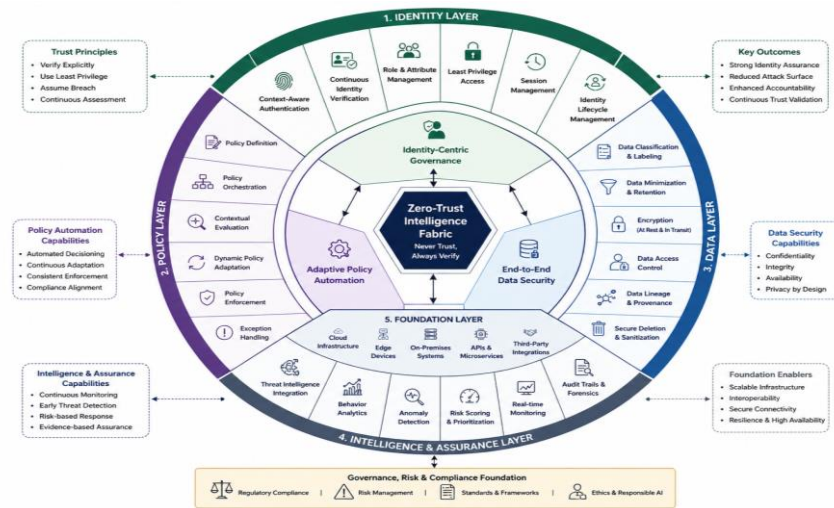 1. IDENTITY LAYER
Trust Principles
• Verify Explicitly
• Use Least Privilege
• Assume Breach
• Continuous Assessment
Context-Aware
Authentication
Continuous
Identity
Verification
Role & Attribute
Management
Least Privilege
Access
Session
Management
Identity
Lifecycle
Management
Key Outcomes
• Strong Identity Assurance
• Reduced Attack Surface
• Enhanced Accountability
• Continuous Trust Validation
2. POLICY LAYER
Policy Definition
Policy
Orchestration
Contextual
Evaluation
Dynamic Policy
Adaptation
Policy
Enforcement
Exception
Handling
Identity-Centric
Governance
Zero-Trust
Intelligence
Fabric
Never Trust,
Always Verify
Adaptive Policy
Automation
End-to-End
Data Security
3. DATA LAYER
Data Classification
& Labeling
Data Minimization
& Retention
Encryption
(At Rest & In Transit)
Data Access
Control
Data Lineage
& Provenance
Secure Deletion
& Sanitization
Policy Automation
Capabilities
• Automated Decisioning
• Continuous Adaptation
• Consistent Enforcement
• Compliance Alignment
Data Security
Capabilities
• Confidentiality
• Integrity
• Availability
• Privacy by Design
5. FOUNDATION LAYER
Cloud
Infrastructure
Edge
Devices
On-Premises
Systems
APIs &
Microservices
Third-Party
Integrations
Intelligence & Assurance
Capabilities
• Continuous Monitoring
• Early Threat Detection
• Risk-based Response
• Evidence-based Assurance
Threat Intelligence
Integration
Behavior
Analytics
Anomaly
Detection
Risk Scoring
& Prioritization
Real-time
Monitoring
Audit Trails &
Forensics
Foundation Enablers
• Scalable Infrastructure
• Interoperability
• Secure Connectivity
• Resilience & High Availability
4. INTELLIGENCE & ASSURANCE LAYER
Governance, Risk & Compliance Foundation
Regulatory Compliance | Risk Management | Standards & Frameworks | Ethics & Responsible AI